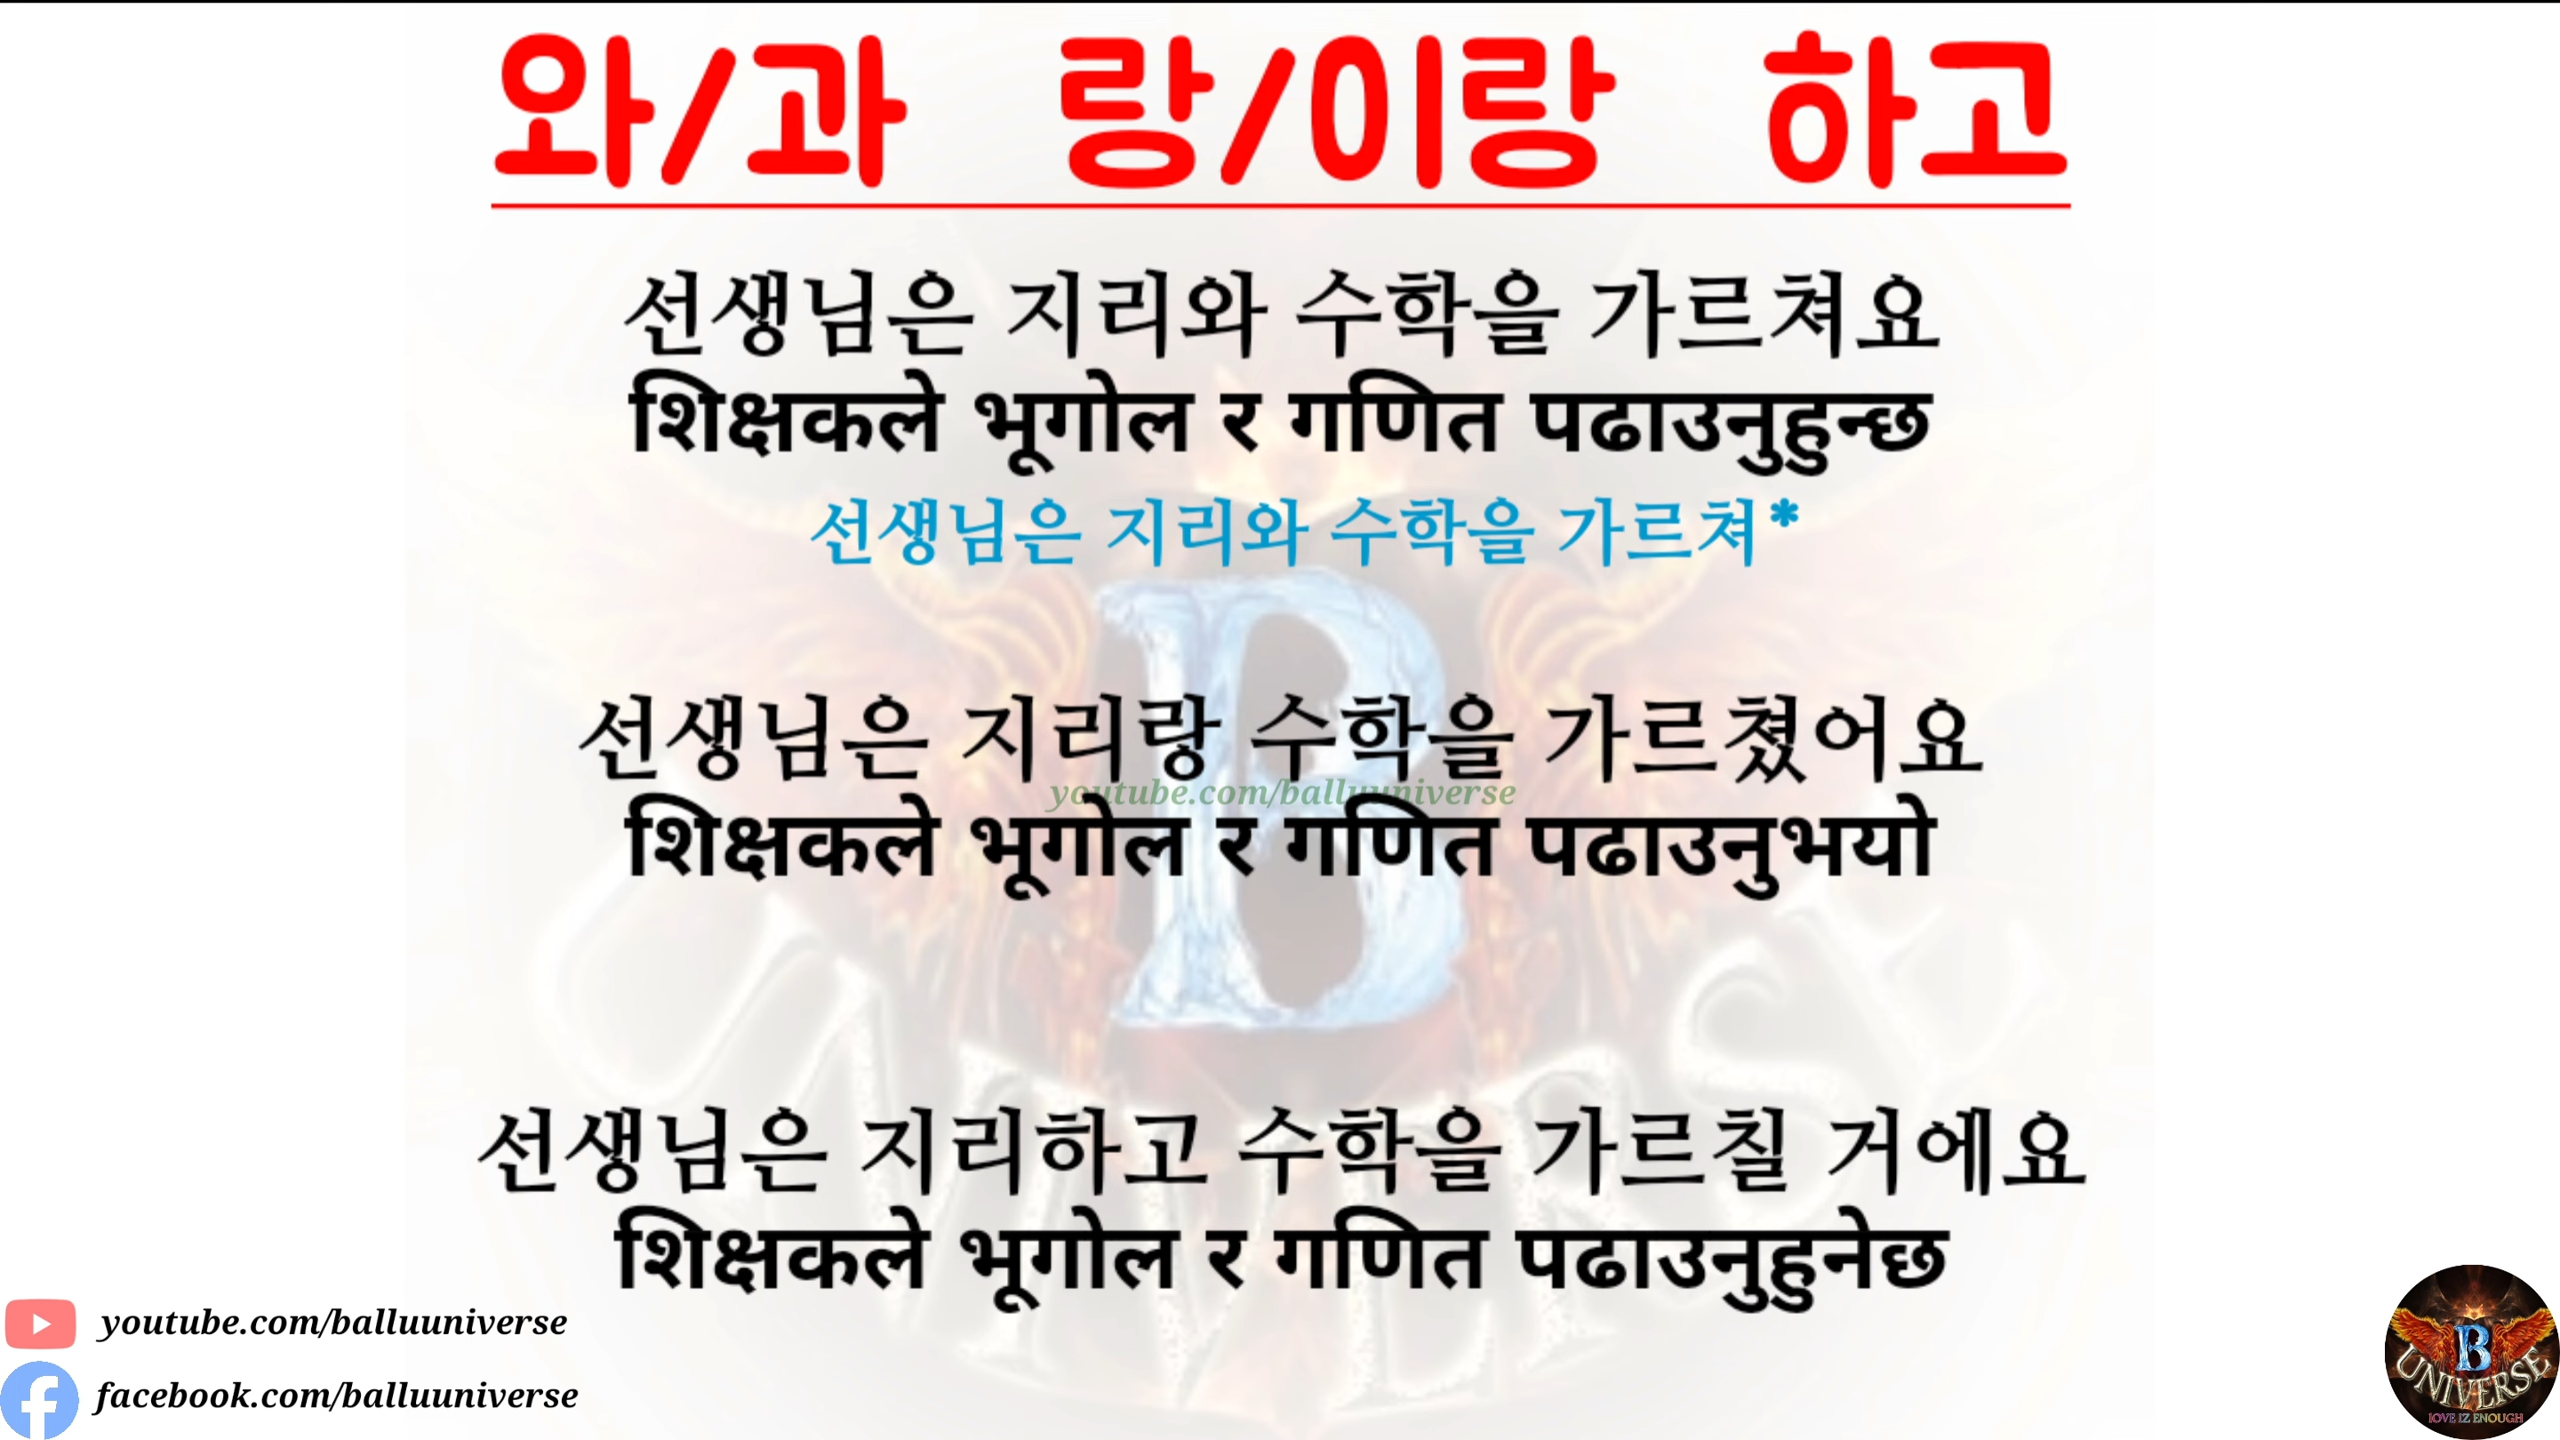 와/과 랑/이랑 하고
선생님은 지리와 수학을 가르쳐요
शिक्षकले भूगोल र गणित पढाउनुहुन्छ
선생님은 지리와 수학을 가르쳐*
선생님은 지리랑 수학을 가르쳤어요
youtube.com/balluuniverse
शिक्षकले भूगोल र गणित पढाउनुभयो
선생님은 지리하고 수학을 가르칠 거에요
शिक्षकले भूगोल र गणित पढाउनुहुनेछ
youtube.com/balluuniverse
facebook.com/balluuniverse
B
UNIVERSE
B
UNIVERSE
LOVE IZ ENOUGH